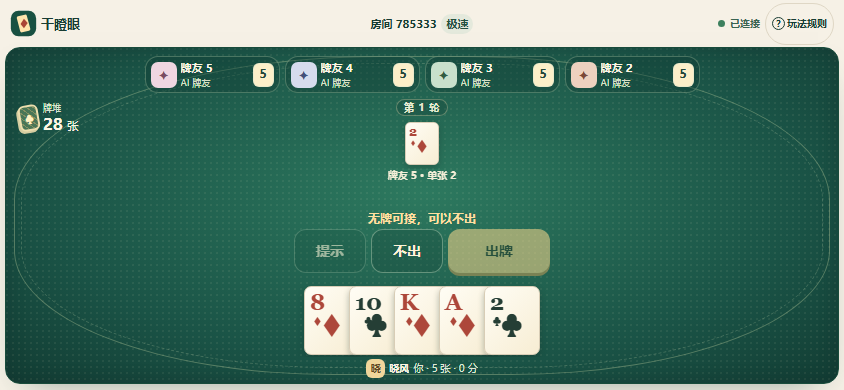 干瞪眼
房间 785333 极速
已连接
? 玩法规则
牌友 5
AI 牌友
5
牌友 4
AI 牌友
5
牌友 3
AI 牌友
5
牌友 2
AI 牌友
5
牌堆
28 张
第 1 轮
2
牌友 5 • 单张 2
无牌可接，可以不出
提示
不出
出牌
8
10
K
A
2
晓 晓风 你 · 5 张 · 0 分